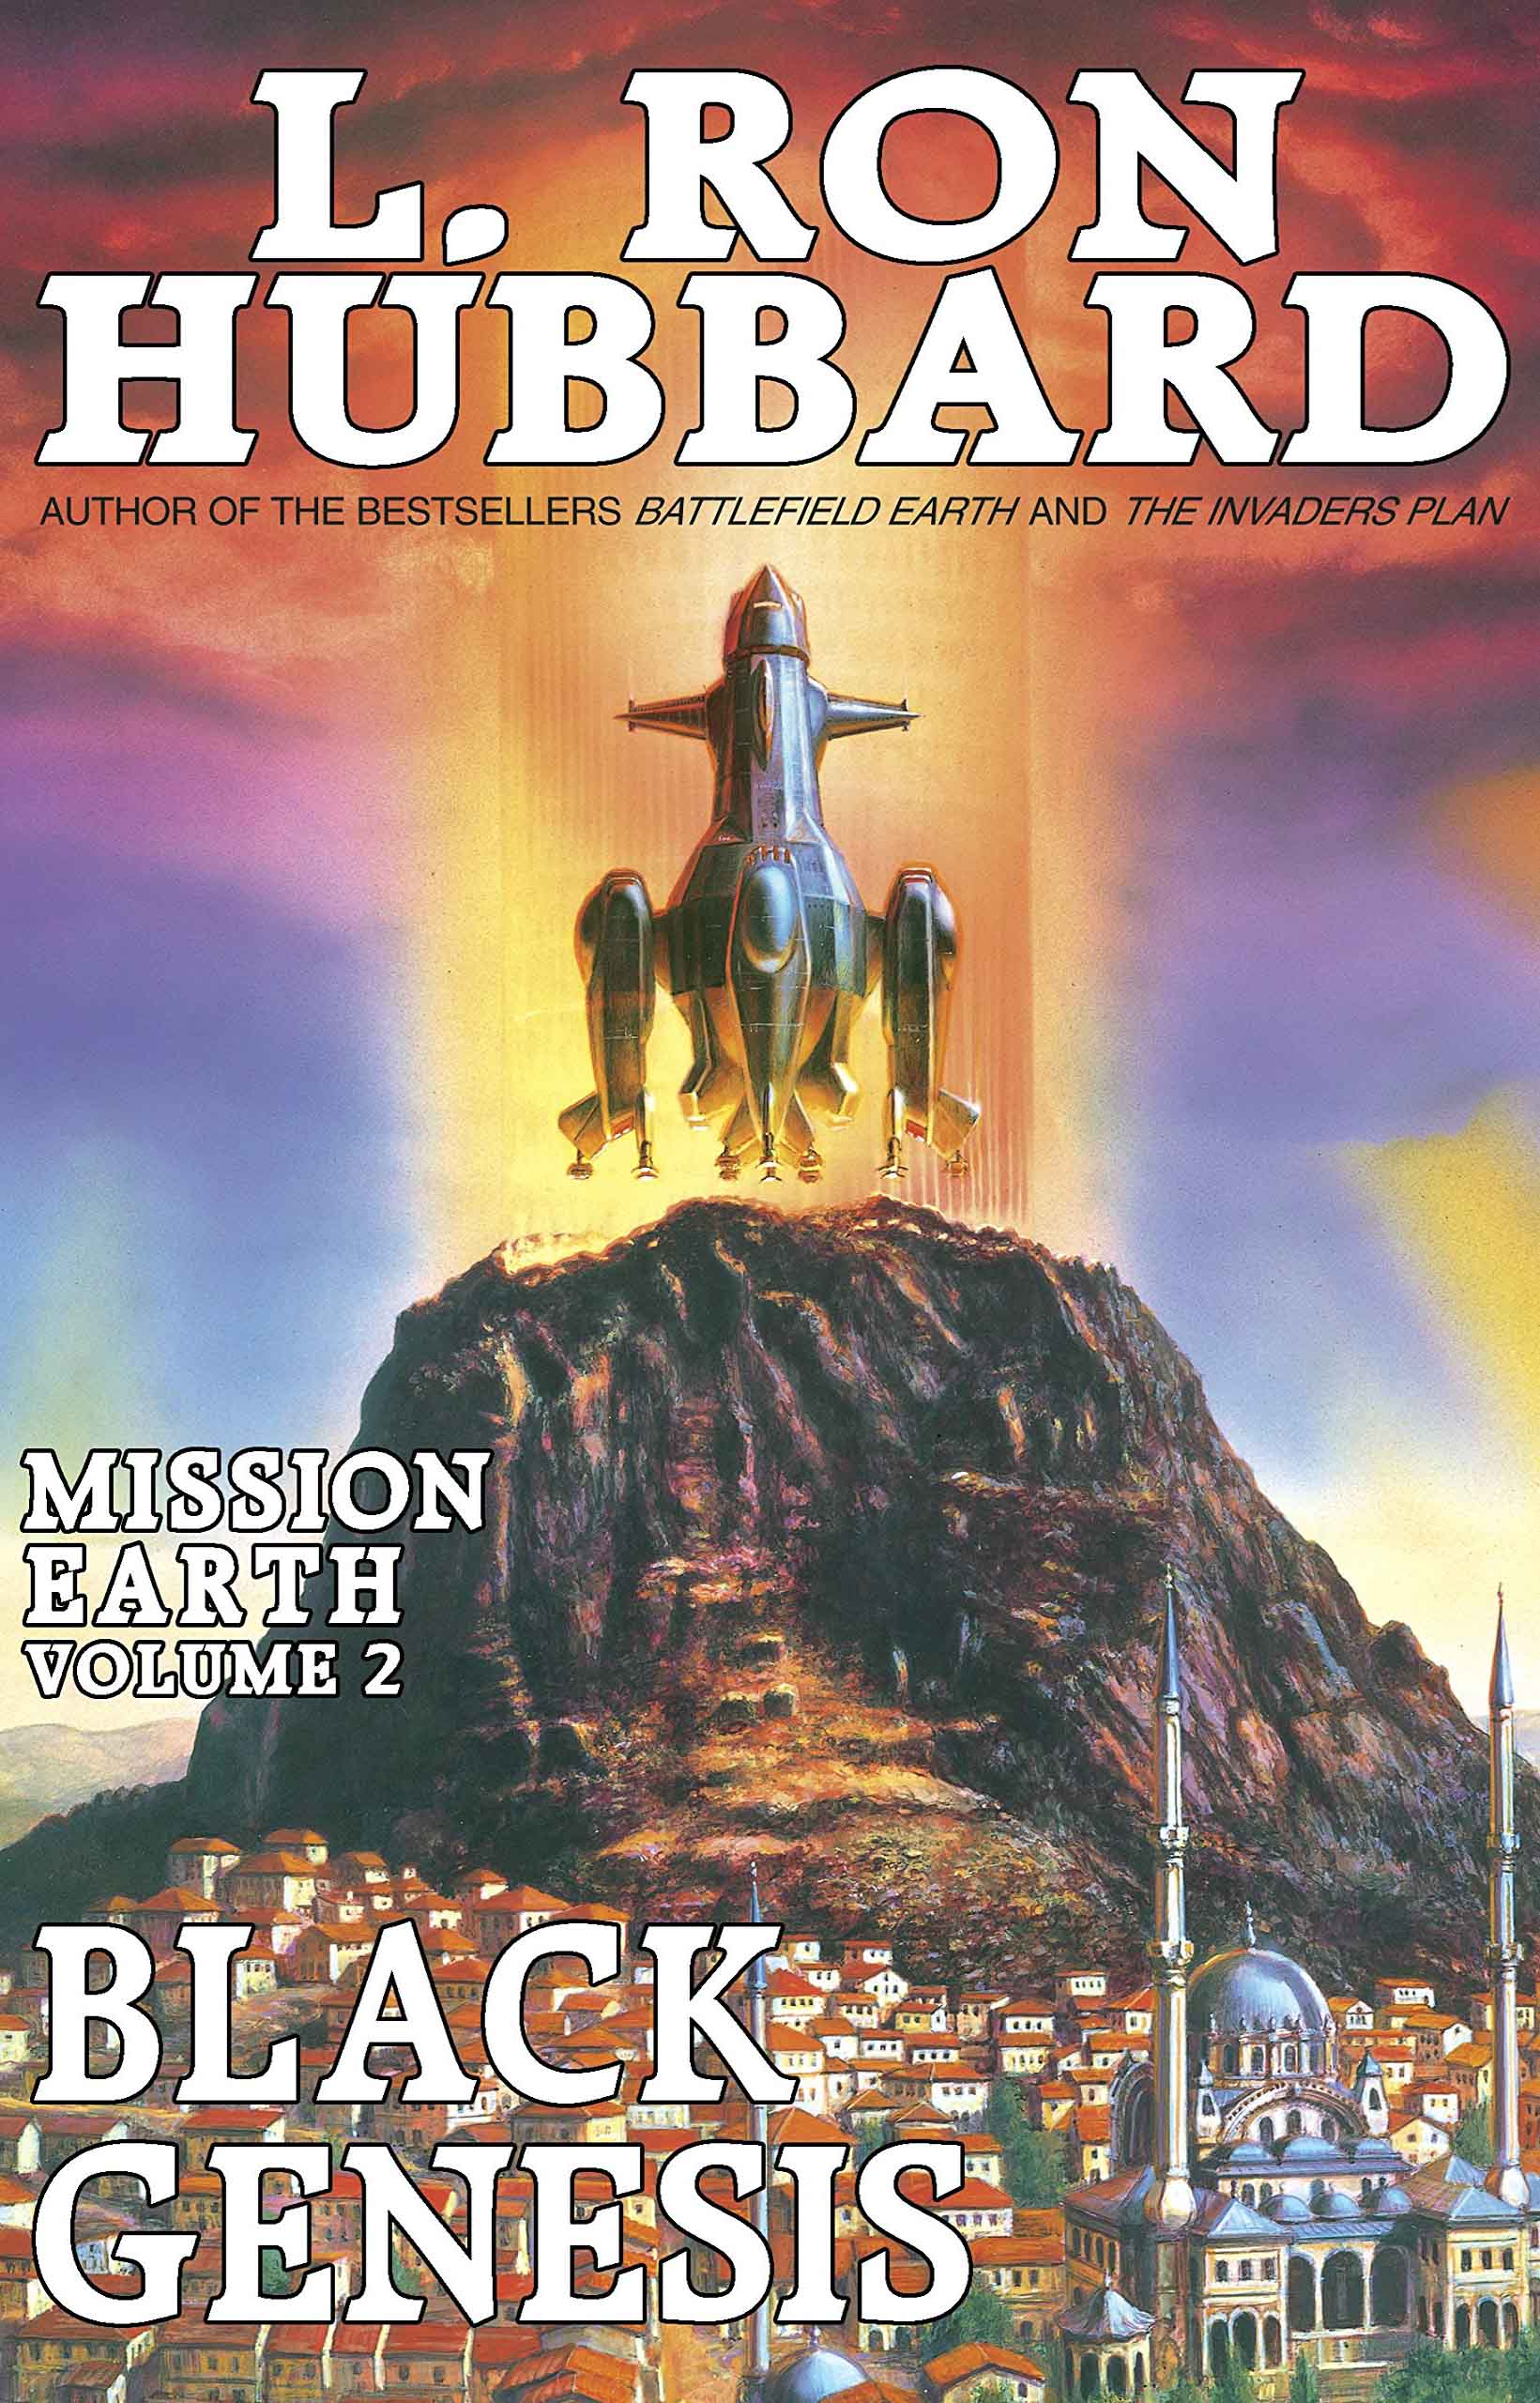 L. RON
HUBBARD
AUTHOR OF THE BESTSELLERS BATTLEFIELD EARTH AND THE INVADERS PLAN
MISSION
EARTH
VOLUME 2
BLACK
GENESIS